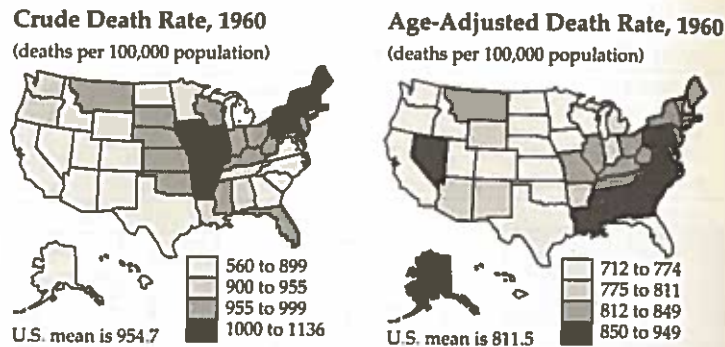 Crude Death Rate, 1960
(deaths per 100,000 population)
560 to 899
900 to 955
955 to 999
1000 to 1136
U.S. mean is 954.7
Age-Adjusted Death Rate, 1960
(deaths per 100,000 population)
712 to 774
775 to 811
812 to 849
850 to 949
U.S. mean is 811.5